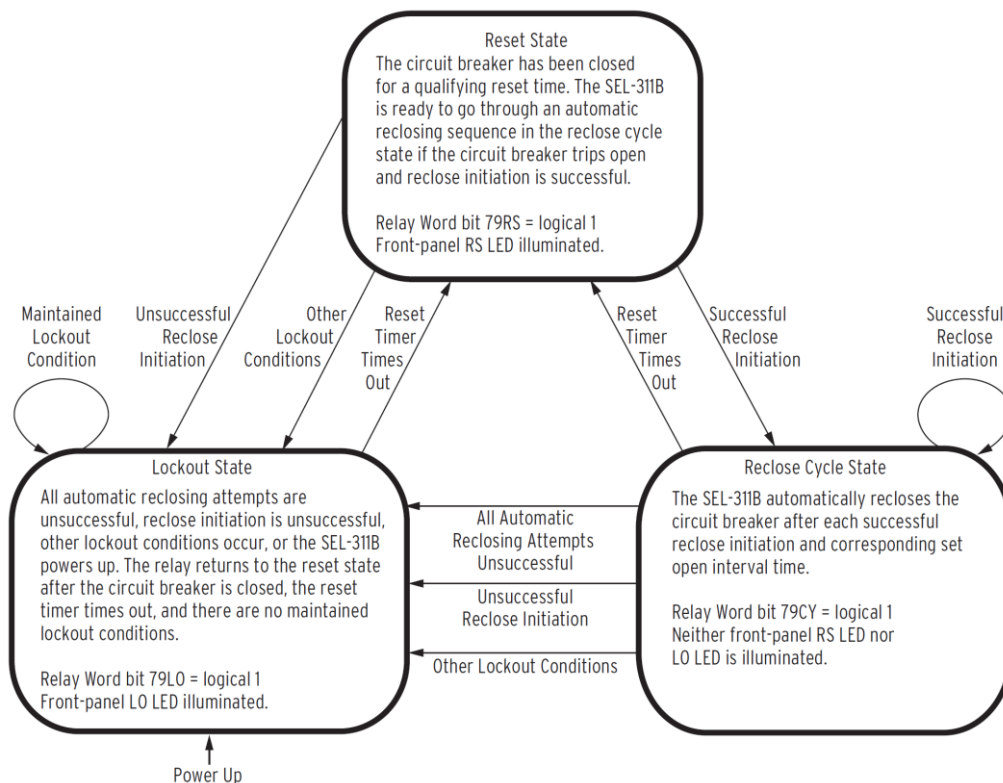 Reset State
The circuit breaker has been closed
for a qualifying reset time. The SEL-311B
is ready to go through an automatic
reclosing sequence in the reclose cycle
state if the circuit breaker trips open
and reclose initiation is successful.
Relay Word bit 79RS = logical 1
Front-panel RS LED illuminated.
Maintained
Lockout
Condition
Unsuccessful
Reclose
Initiation
Other
Lockout
Conditions
Reset
Timer
Times
Out
Reset
Timer
Times
Out
Successful
Reclose
Initiation
Successful
Reclose
Initiation
Lockout State
All automatic reclosing attempts are
unsuccessful, reclose initiation is unsuccessful,
other lockout conditions occur, or the SEL-311B
powers up. The relay returns to the reset state
after the circuit breaker is closed, the reset
timer times out, and there are no maintained
lockout conditions.
Relay Word bit 79LO = logical 1
Front-panel LO LED illuminated.
All Automatic
Reclosing Attempts
Unsuccessful
Unsuccessful
Reclose Initiation
Other Lockout Conditions
Reclose Cycle State
The SEL-311B automatically recloses the
circuit breaker after each successful
reclose initiation and corresponding set
open interval time.
Relay Word bit 79CY = logical 1
Neither front-panel RS LED nor
LO LED is illuminated.
Power Up